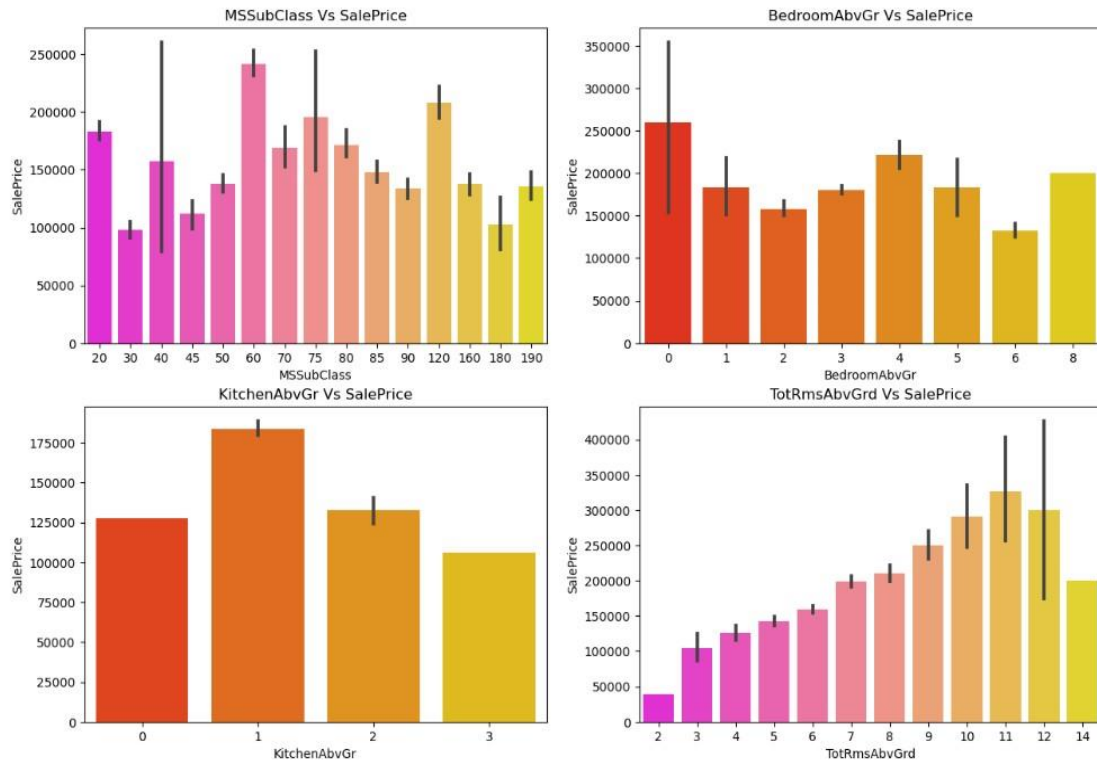 MSSubClass Vs SalePrice
SalePrice
250000
200000
150000
100000
50000
0
20 30 40 45 50 60 70 75 80 85 90 120 160 180 190
MSSubClass
BedroomAbvGr Vs SalePrice
SalePrice
350000
300000
250000
200000
150000
100000
50000
0
0 1 2 3 4 5 6 8
BedroomAbvGr
KitchenAbvGr Vs SalePrice
SalePrice
175000
150000
125000
100000
75000
50000
25000
0
0 1 2 3
KitchenAbvGr
TotRmsAbvGrd Vs SalePrice
SalePrice
400000
350000
300000
250000
200000
150000
100000
50000
0
2 3 4 5 6 7 8 9 10 11 12 14
TotRmsAbvGrd